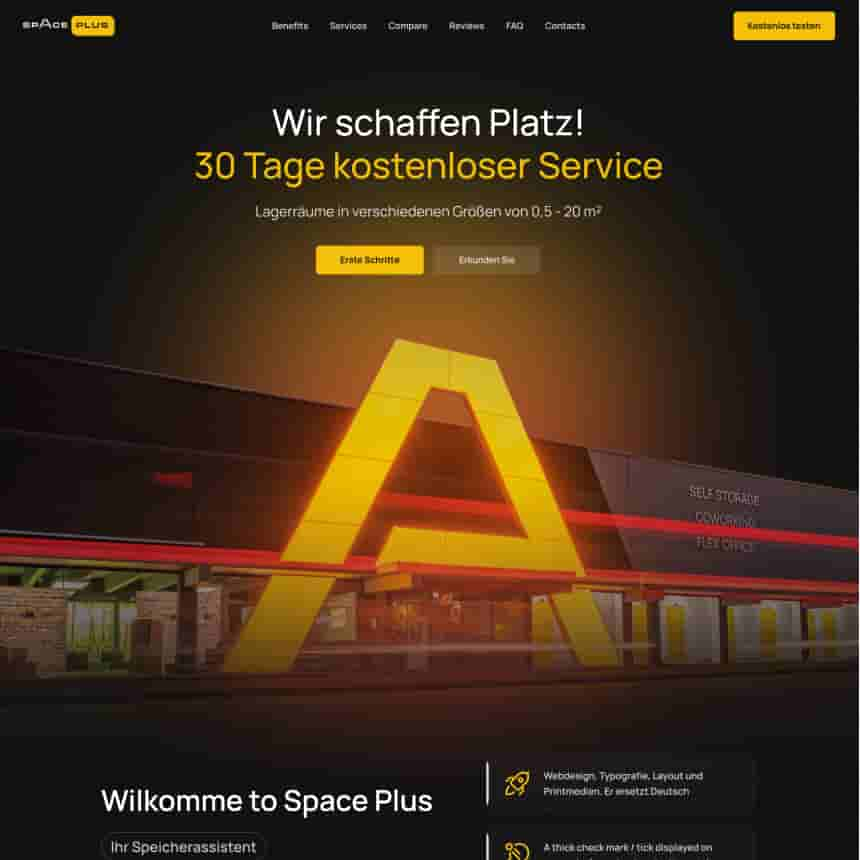 SPACE PLUS
Benefits Services Compare Reviews FAQ Contacts
Kostenlos testen
Wir schaffen Platz!
30 Tage kostenloser Service
Lagerräume in verschiedenen Größen von 0,5 - 20 m²
Erste Schritte
Erkunden Sie
SELF STORAGE
COWORKING
FLEX OFFICE
Wilkomme to Space Plus
Ihr Speicherassistent
Webdesign, Typografie, Layout und
Printmedien. Er ersetzt Deutsch
A thick check mark / tick displayed on